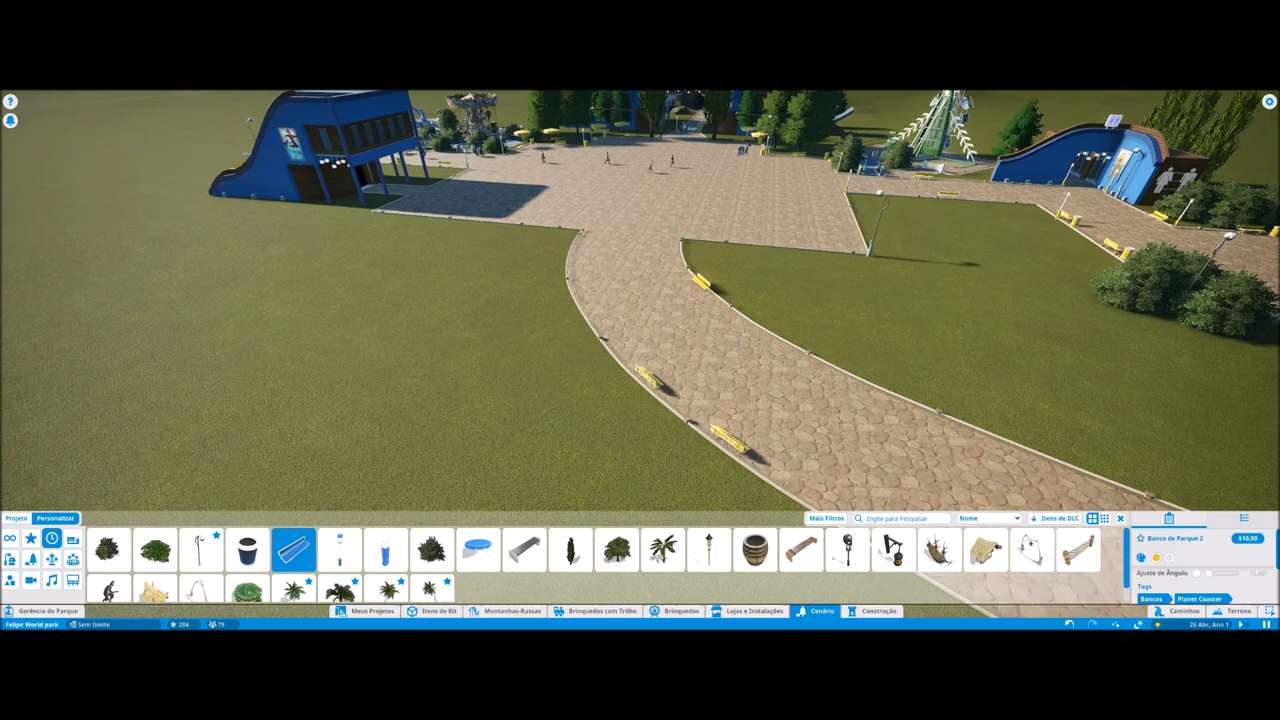 ?
Projeto Personalizar
Mais Filtros Digite para Pesquisar Nome Itens de DLC
Banco de Parque 2 $10,00
Ajuste de Ângulo
Tags
Bancos Planet Coaster
Gerência do Parque Meus Projetos Itens do Kit Montanhas-Russas Brinquedos com Trilho Brinquedos Lojas e Instalações Cenário Construção Caminhos Terreno
Felipe World park Sem limite 284 79 26 Abr, Ano 1